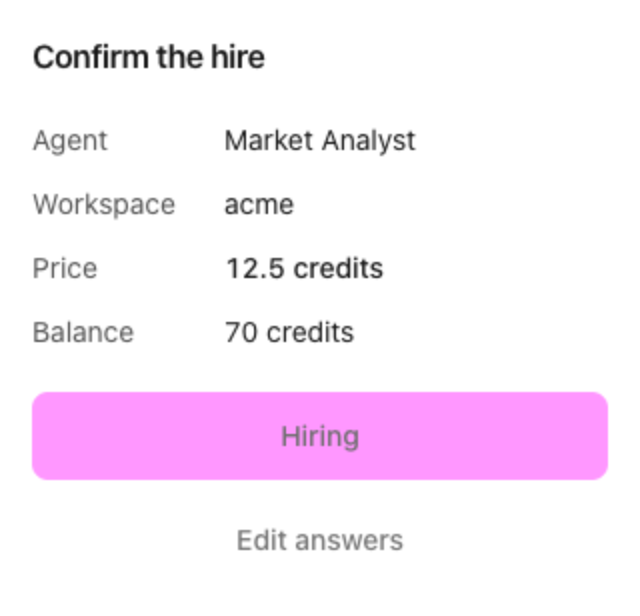 Confirm the hire
Agent Market Analyst
Workspace acme
Price 12.5 credits
Balance 70 credits
Hiring
Edit answers